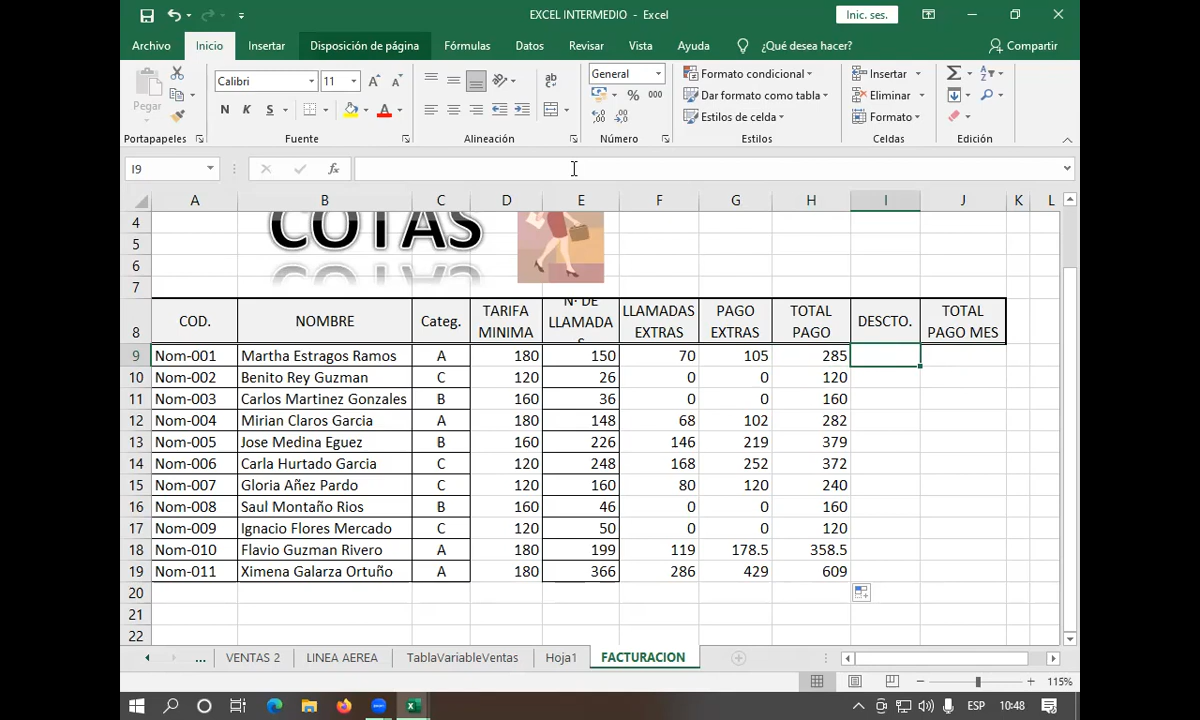 EXCEL INTERMEDIO - Excel
Inic. ses.
Archivo Inicio Insertar Disposición de página Fórmulas Datos Revisar Vista Ayuda ¿Qué desea hacer? Compartir
Pegar
Calibri 11
N K S
General
% 000
Formato condicional
Dar formato como tabla
Estilos de celda
Insertar
Eliminar
Formato
Portapapeles Fuente Alineación Número Estilos Celdas Edición
I9 fx
A B C D E F G H I J K L
4
COTAS
5
6
7
8 COD. NOMBRE Categ. TARIFA MINIMA N· DE LLAMADA LLAMADAS EXTRAS PAGO EXTRAS TOTAL PAGO DESCTO. TOTAL PAGO MES
9 Nom-001 Martha Estragos Ramos A 180 150 70 105 285
10 Nom-002 Benito Rey Guzman C 120 26 0 0 120
11 Nom-003 Carlos Martinez Gonzales B 160 36 0 0 160
12 Nom-004 Mirian Claros Garcia A 180 148 68 102 282
13 Nom-005 Jose Medina Eguez B 160 226 146 219 379
14 Nom-006 Carla Hurtado Garcia C 120 248 168 252 372
15 Nom-007 Gloria Añez Pardo C 120 160 80 120 240
16 Nom-008 Saul Montaño Rios B 160 46 0 0 160
17 Nom-009 Ignacio Flores Mercado C 120 50 0 0 120
18 Nom-010 Flavio Guzman Rivero A 180 199 119 178.5 358.5
19 Nom-011 Ximena Galarza Ortuño A 180 366 286 429 609
20
21
22
... VENTAS 2 LINEA AEREA TablaVariableVentas Hoja1 FACTURACION
115%
ESP 10:48